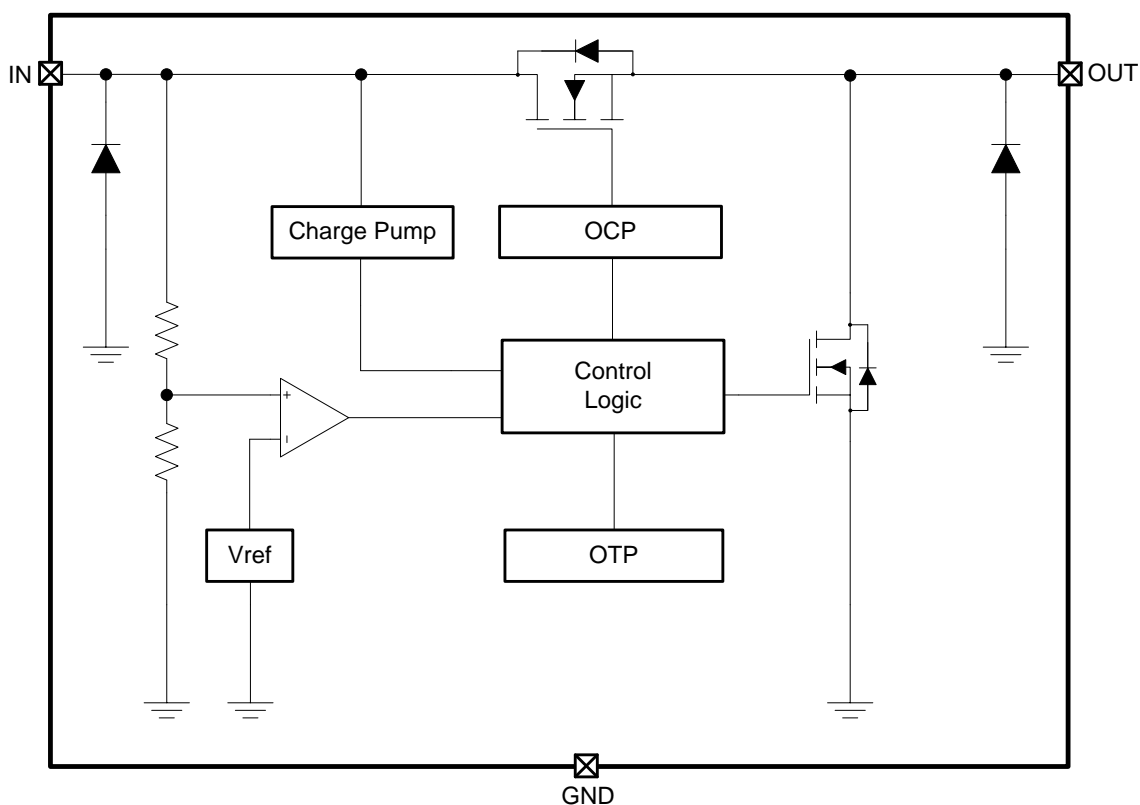 IN
OUT
Charge Pump
OCP
Control
Logic
+
-
Vref
OTP
GND